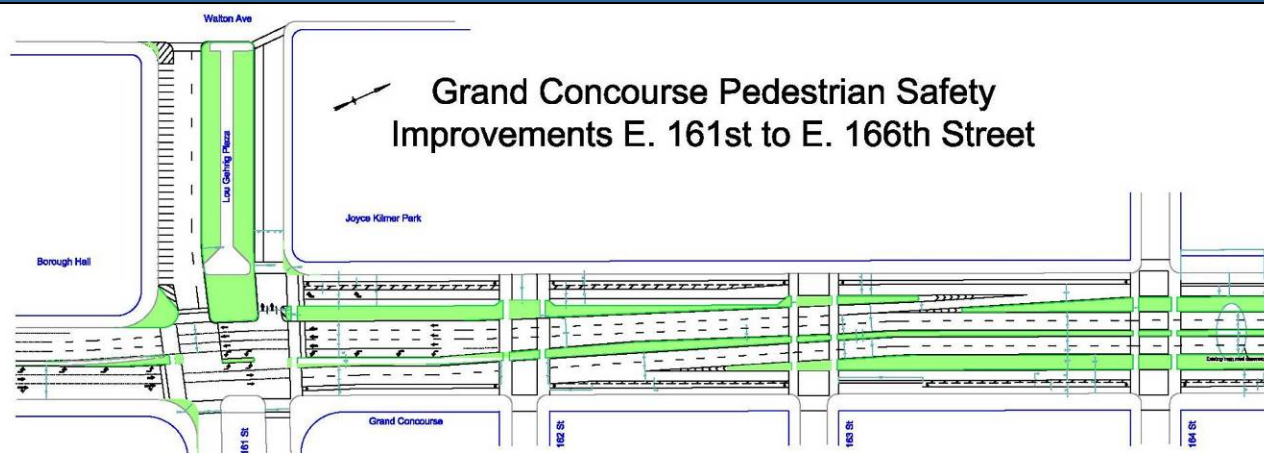 Walton Ave
Grand Concourse Pedestrian Safety
Improvements E. 161st to E. 166th Street
Lou Gehrig Plaza
Joyce Kilmer Park
Borough Hall
Grand Concourse
161 St
162 St
163 St
164 St